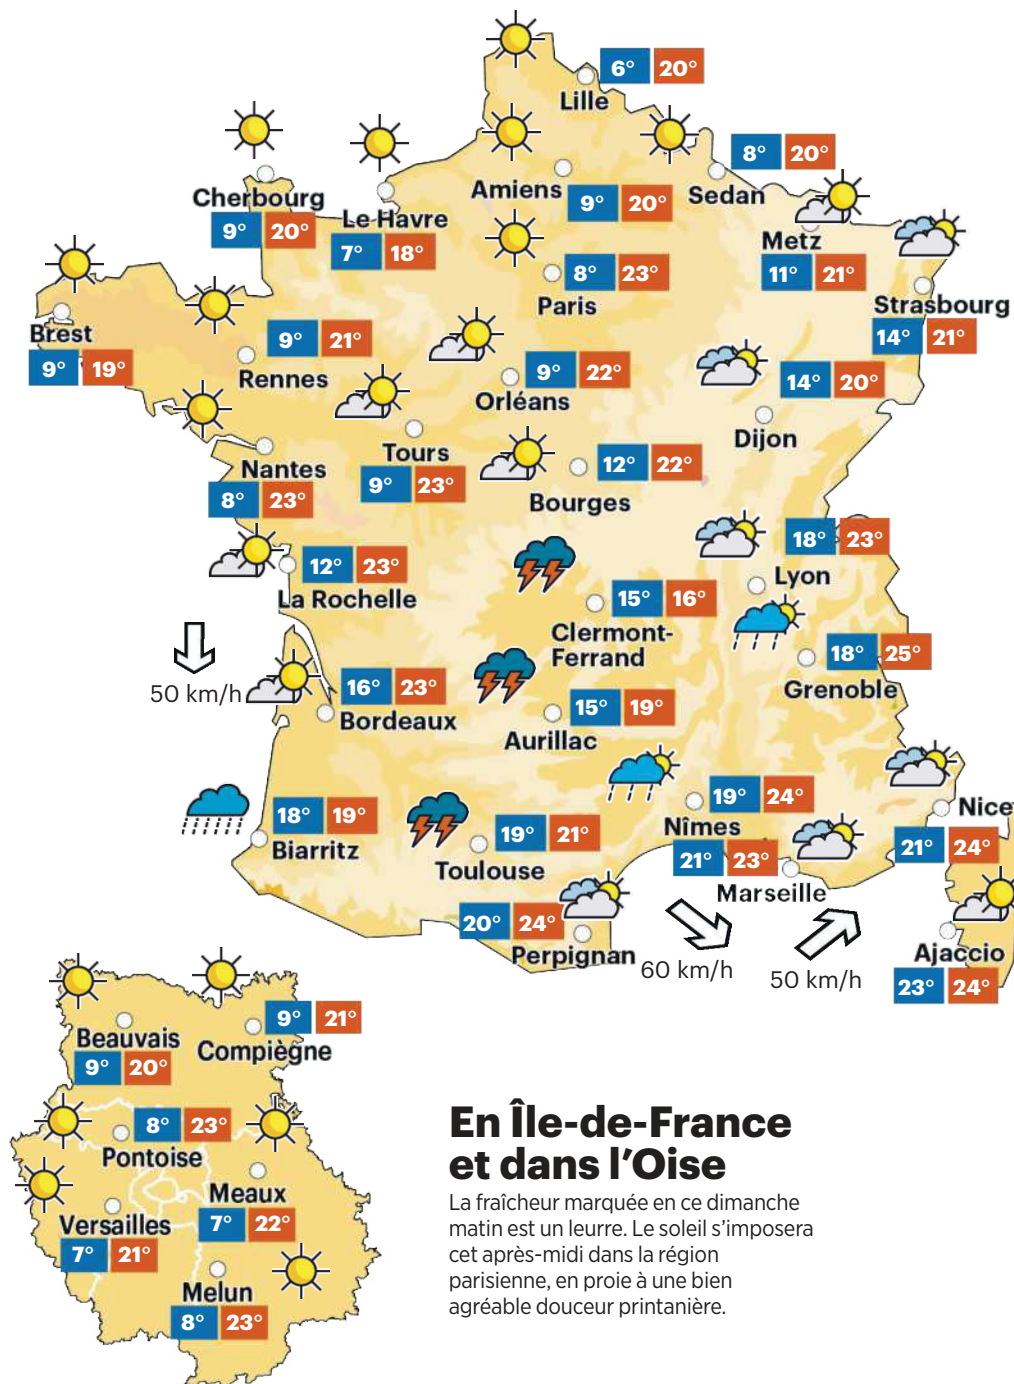 6° 20°
Lille
8° 20°
Sedan
Amiens
9° 20°
Cherbourg
9° 20°
Le Havre
7° 18°
Metz
11° 21°
8° 23°
Paris
Strasbourg
14° 21°
Brest
9° 19°
9° 21°
Rennes
9° 22°
Orléans
14° 20°
Dijon
Tours
9° 23°
Nantes
8° 23°
12° 22°
Bourges
18° 23°
Lyon
12° 23°
La Rochelle
15° 16°
Clermont-
Ferrand
18° 25°
Grenoble
50 km/h
16° 23°
Bordeaux
15° 19°
Aurillac
18° 19°
Biarritz
19° 21°
Toulouse
19° 24°
Nîmes
21° 23°
Marseille
Nice
21° 24°
20° 24°
Perpignan
60 km/h
50 km/h
Ajaccio
23° 24°
Beauvais
9° 20°
9° 21°
Compiègne
8° 23°
Pontoise
Meaux
7° 22°
Versailles
7° 21°
Melun
8° 23°
En Île-de-France
et dans l'Oise
La fraîcheur marquée en ce dimanche
matin est un leurre. Le soleil s'imposera
cet après-midi dans la région
parisienne, en proie à une bien
agréable douceur printanière.